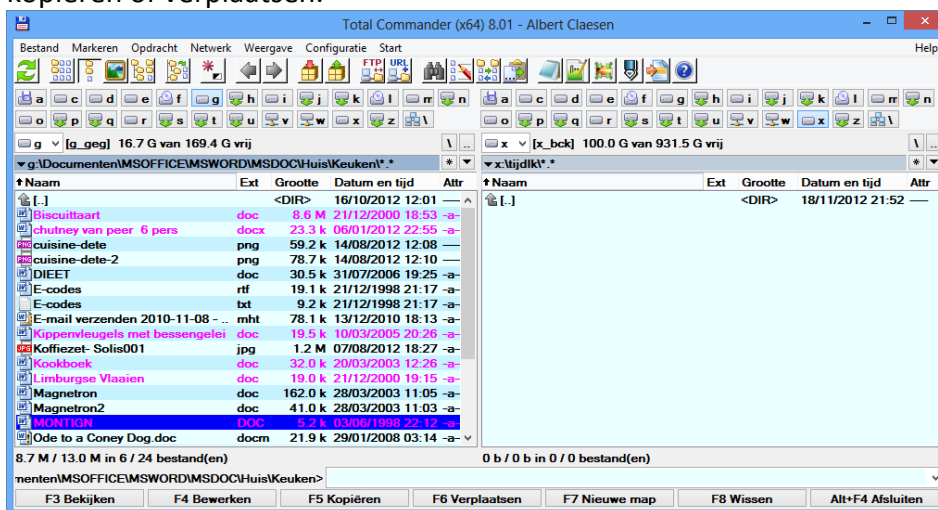 kopiëren of verplaatsen.
Total Commander (x64) 8.01 - Albert Claesen
Bestand Markeren Opdracht Netwerk Weergave Configuratie Start Help
FTP URL
a c d e f g h i j k l m n a c d e f g h i j k l m n
o p q r s t u v w x z \ o p q r s t u v w x z \
g [g_geg] 16.7 G van 169.4 G vrij \ .. x [x_bck] 100.0 G van 931.5 G vrij \ ..
g:\Documenten\MSOFFICE\MSWORD\MSDOC\Huis\Keuken\*.* * x:\tijdlk\*.* *
Naam Ext Grootte Datum en tijd Attr Naam Ext Grootte Datum en tijd Attr
[..] <DIR> 16/10/2012 12:01 — [..] <DIR> 18/11/2012 21:52 —
Biscuittaart doc 8.6 M 21/12/2000 18:53 -a-
chutney van peer 6 pers docx 23.3 k 06/01/2012 22:55 -a-
cuisine-dete png 59.2 k 14/08/2012 12:08 —
cuisine-dete-2 png 78.7 k 14/08/2012 12:10 —
DIEET doc 30.5 k 31/07/2006 19:25 -a-
E-codes rtf 19.1 k 21/12/1998 21:17 -a-
E-codes txt 9.2 k 21/12/1998 21:17 -a-
E-mail verzenden 2010-11-08 - .. mht 78.1 k 13/12/2010 18:13 -a-
Kippenvleugels met bessengelei doc 19.5 k 10/03/2005 20:26 -a-
Koffiezet- Solis001 jpg 1.2 M 07/08/2012 18:27 -a-
Kookboek doc 32.0 k 20/03/2003 12:26 -a-
Limburgse Vlaaien doc 19.0 k 21/12/2000 19:15 -a-
Magnetron doc 162.0 k 28/03/2003 11:05 -a-
Magnetron2 doc 41.0 k 28/03/2003 11:03 -a-
MONTIGN DOC 5.2 k 03/06/1998 22:12 -a-
Ode to a Coney Dog.doc docm 21.9 k 29/01/2008 03:14 -a-
8.7 M / 13.0 M in 6 / 24 bestand(en) 0 b / 0 b in 0 / 0 bestand(en)
menten\MSOFFICE\MSWORD\MSDOC\Huis\Keuken>
F3 Bekijken F4 Bewerken F5 Kopiëren F6 Verplaatsen F7 Nieuwe map F8 Wissen Alt+F4 Afsluiten